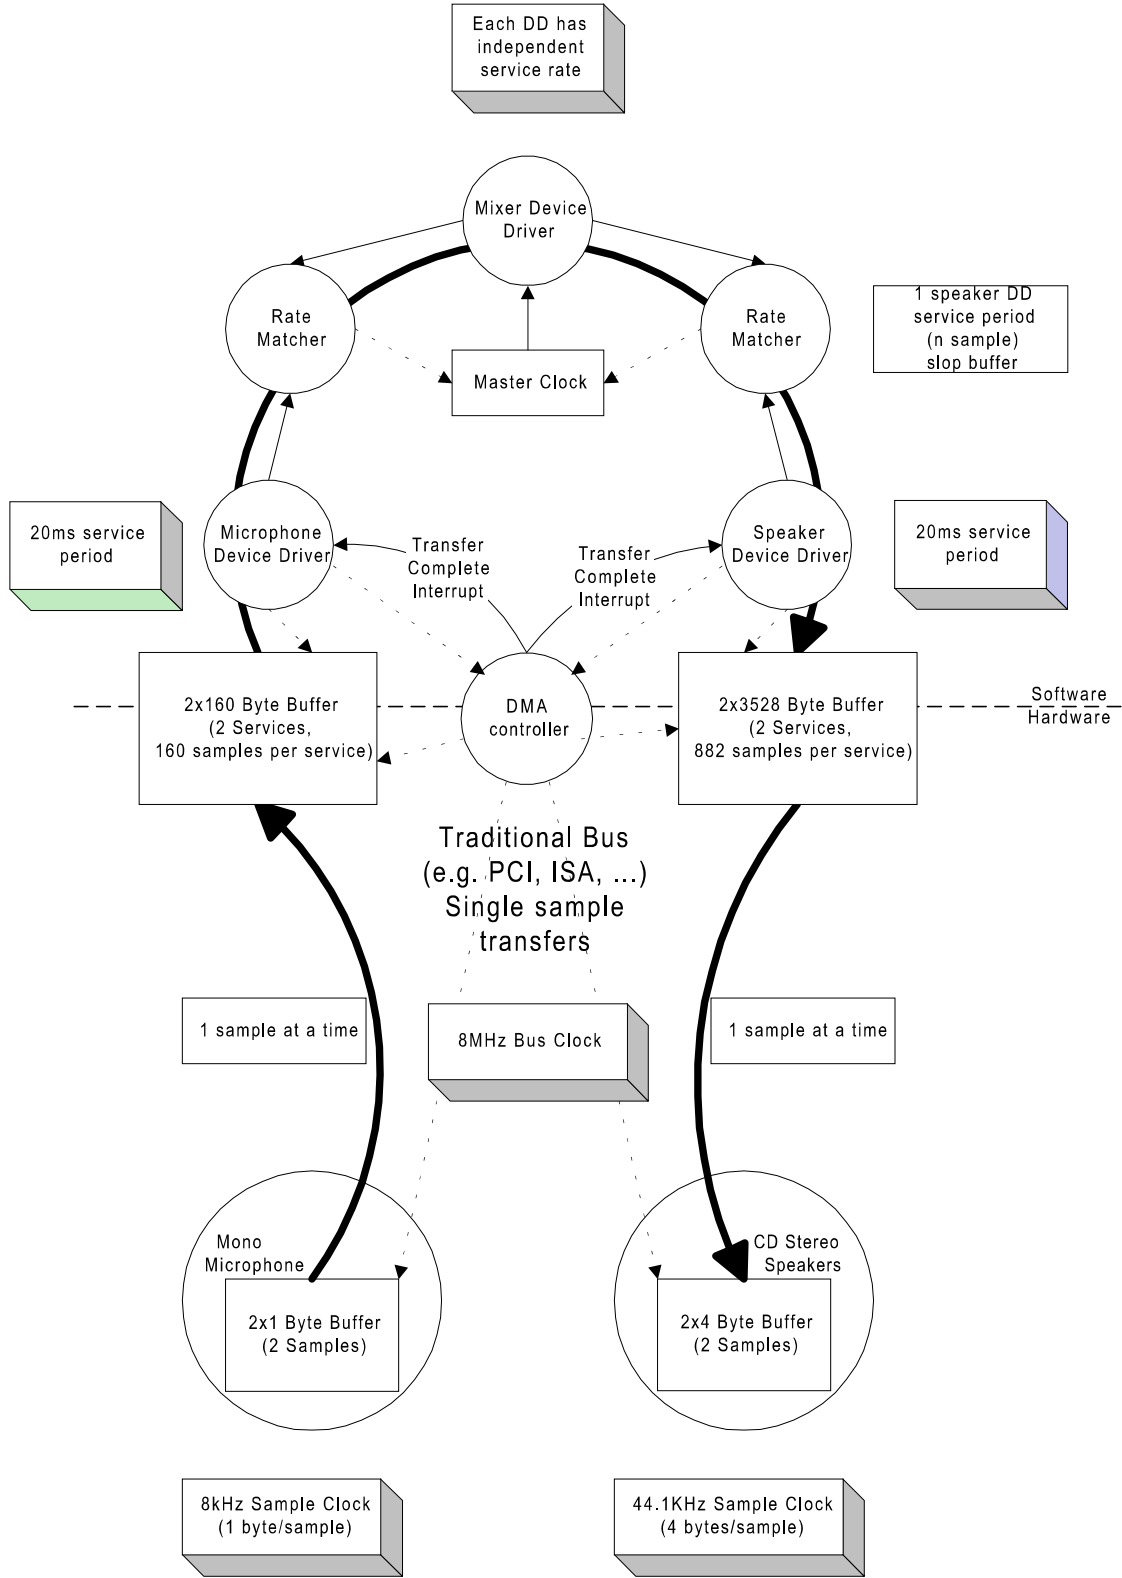 Each DD has
independent
service rate
Mixer Device
Driver
Rate
Matcher
Rate
Matcher
Master Clock
1 speaker DD
service period
(n sample)
slop buffer
20ms service
period
Microphone
Device Driver
Transfer
Complete
Interrupt
Transfer
Complete
Interrupt
Speaker
Device Driver
20ms service
period
2x160 Byte Buffer
(2 Services,
160 samples per service)
DMA
controller
2x3528 Byte Buffer
(2 Services,
882 samples per service)
Software
Hardware
Traditional Bus
(e.g. PCI, ISA, ...)
Single sample
transfers
1 sample at a time
8MHz Bus Clock
1 sample at a time
Mono
Microphone
2x1 Byte Buffer
(2 Samples)
CD Stereo
Speakers
2x4 Byte Buffer
(2 Samples)
8kHz Sample Clock
(1 byte/sample)
44.1KHz Sample Clock
(4 bytes/sample)